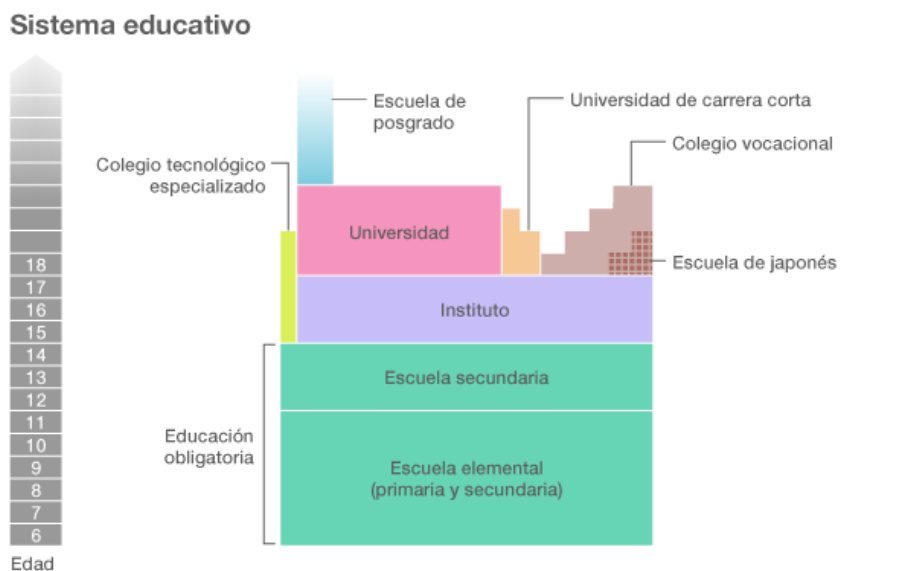 Sistema educativo
Escuela de
posgrado
Universidad de carrera corta
Colegio vocacional
Colegio tecnológico
especializado
Universidad
Escuela de japonés
18
17
16
15
14
13
12
11
10
9
8
7
6
Edad
Instituto
Escuela secundaria
Educación
obligatoria
Escuela elemental
(primaria y secundaria)